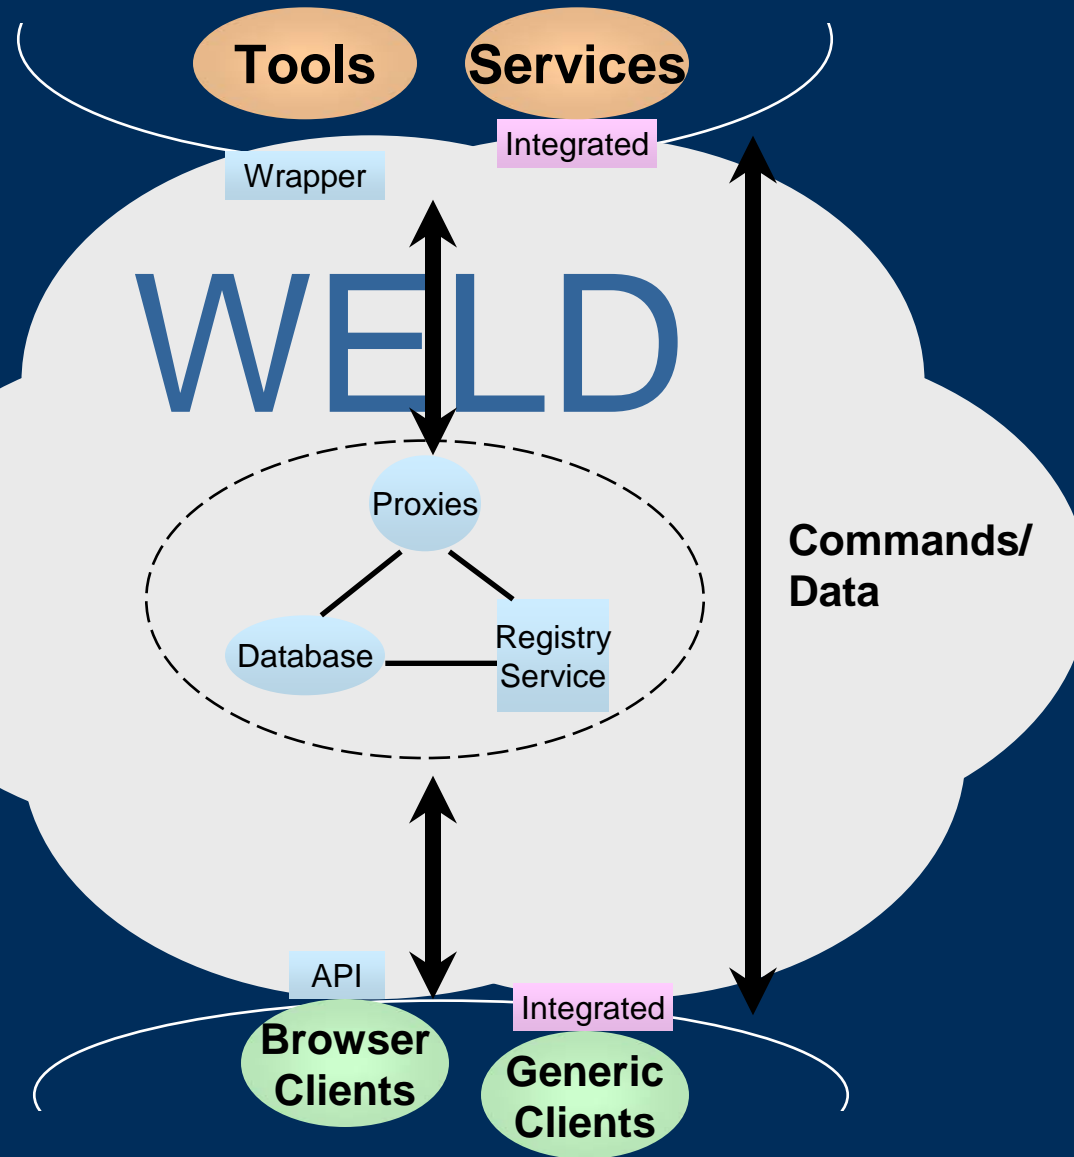 Tools
Services
Integrated
Wrapper
WELD
Proxies
Commands/
Data
Database
Registry
Service
API
Integrated
Browser
Clients
Generic
Clients